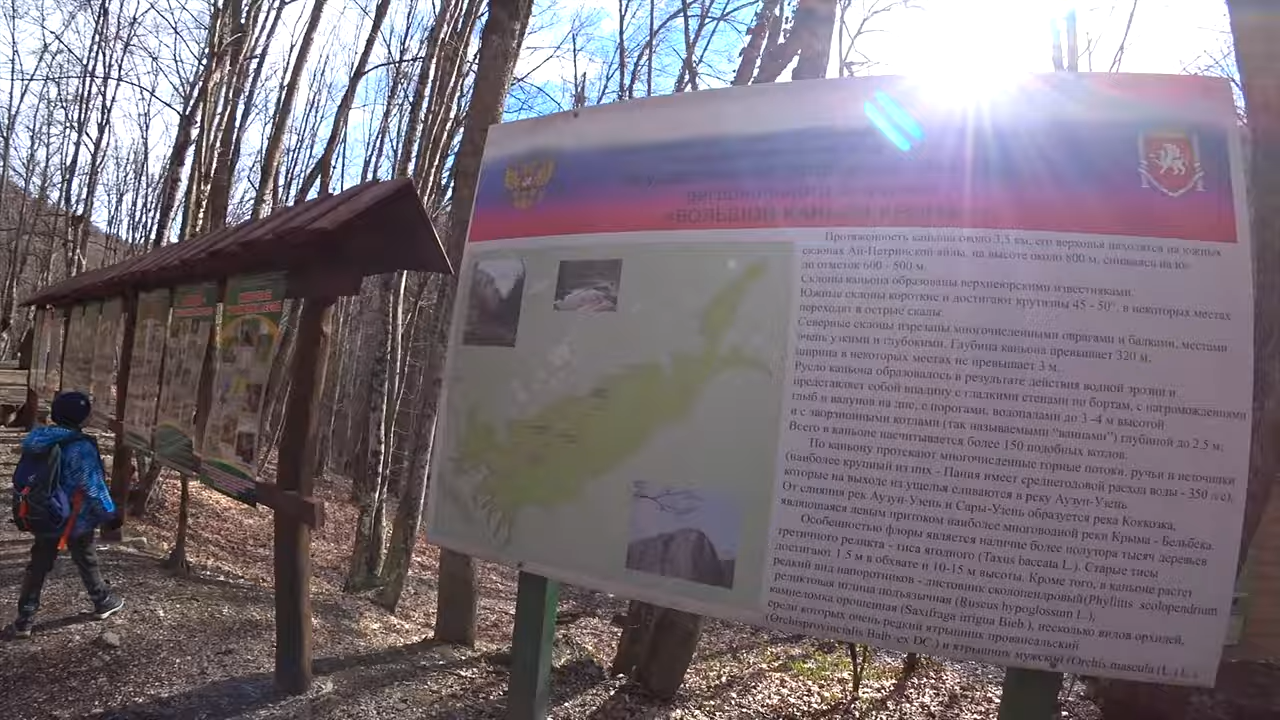 «БОЛЬШОЙ КАНЬОН КРЫМА»
Протяженность каньона около 3,5 км, его верховья находятся на южных
склонах Ай-Петринской яйлы, на высоте около 800 м, снижаясь на ю-
до отметок 600 - 500 м.
Склоны каньона образованы верхнеюрскими известняками.
Южные склоны короткие и достигают крутизны 45 - 50°, в некоторых местах
переходят в острые скалы.
Северные склоны изрезаны многочисленными оврагами и балками, местами
очень узкими и глубокими. Глубина каньона превышает 320 м,
ширина в некоторых местах не превышает 3 м.
Русло каньона образовалось в результате действия водной эрозии и
представляет собой впадину с гладкими стенами по бортам, с нагромождениями
глыб и валунов на дне, с порогами, водопадами до 3 -4 м высотой
и с эворзионными котлами (так называемыми "ваннами") глубиной до 2.5 м;
Всего в каньоне насчитывается более 150 подобных котлов.
По каньону протекают многочисленные горные потоки, ручьи и источники
(наиболее крупный из них - Пания имеет среднегодовой расход воды - 350 л/с),
которые на выходе из ущелья сливаются в реку Аузун-Узень
От слияния рек Аузун-Узень и Сары-Узень образуется река Коккозка,
являющаяся левым притоком наиболее многоводной реки Крыма - Бельбека.
Особенностью флоры является наличие более полутора тысяч деревьев
третичного реликта - тиса ягодного (Taxus baccata L.). Старые тисы
достигают 1.5 м в обхвате и 10-15 м высоты. Кроме того, в каньоне растет
редкий вид папоротников - листовник сколопендровый(Phyllitis scolopendrium
реликтовая иглица подъязычная (Ruscus hypoglossum L.),
камнеломка орошенная (Saxifraga irrigua Bieb.), несколько видов орхидей,
среди которых очень редкий ятрышник провансальский
(Orchisprovincialis Balb. ex DC.) и ятрышник мужской (Orchis mascula (L.) L.